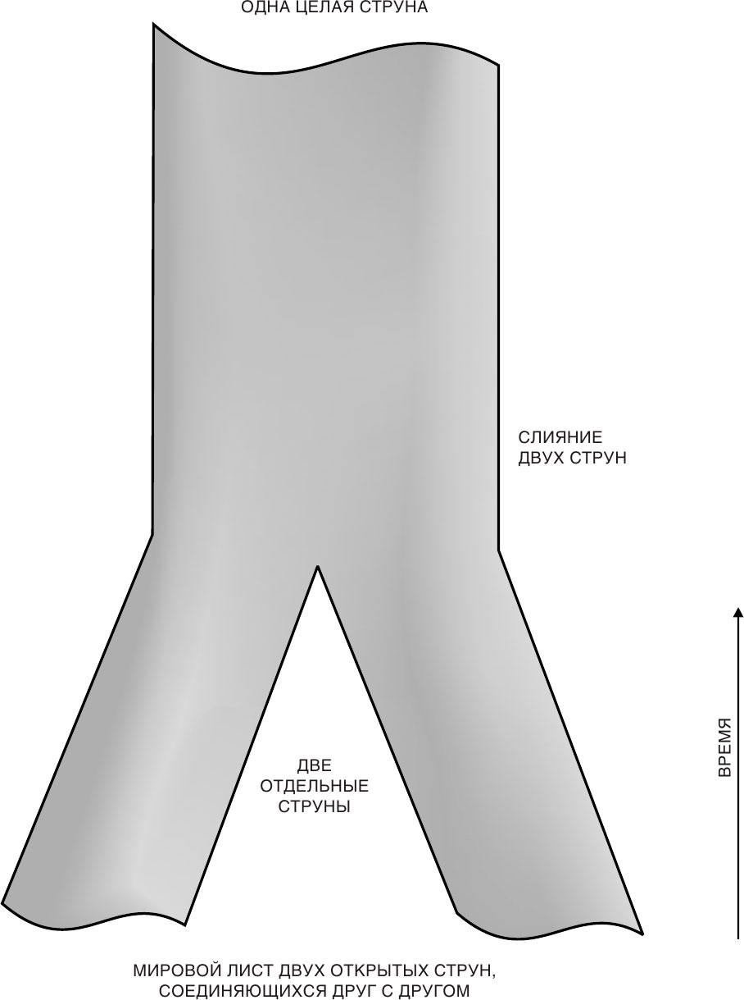 ОДНА ЦЕЛАЯ СТРУНА
СЛИЯНИЕ
ДВУХ СТРУН
ВРЕМЯ
ДВЕ
ОТДЕЛЬНЫЕ
СТРУНЫ
МИРОВОЙ ЛИСТ ДВУХ ОТКРЫТЫХ СТРУН,
СОЕДИНЯЮЩИХСЯ ДРУГ С ДРУГОМ